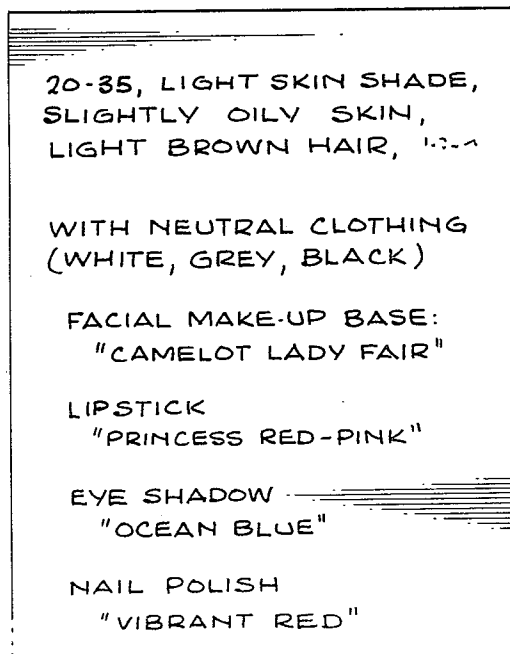 20-35, LIGHT SKIN SHADE,
SLIGHTLY OILY SKIN,
LIGHT BROWN HAIR,
WITH NEUTRAL CLOTHING
(WHITE, GREY, BLACK)
FACIAL MAKE-UP BASE:
"CAMELOT LADY FAIR"
LIPSTICK
"PRINCESS RED-PINK"
EYE SHADOW
"OCEAN BLUE"
NAIL POLISH
"VIBRANT RED"